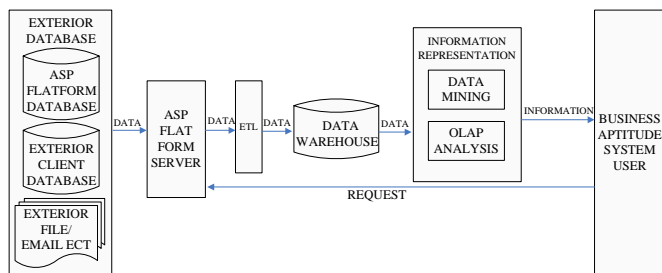 EXTERIOR
DATABASE
ASP
FLATFORM
DATABASE
EXTERIOR
CLIENT
DATABASE
EXTERIOR
FILE/
EMAIL ECT
DATA
ASP
FLAT
FORM
SERVER
DATA
ETL
DATA
DATA
WAREHOUSE
DATA
INFORMATION
REPRESENTATION
DATA
MINING
OLAP
ANALYSIS
INFORMATION
BUSINESS
APTITUDE
SYSTEM
USER
REQUEST